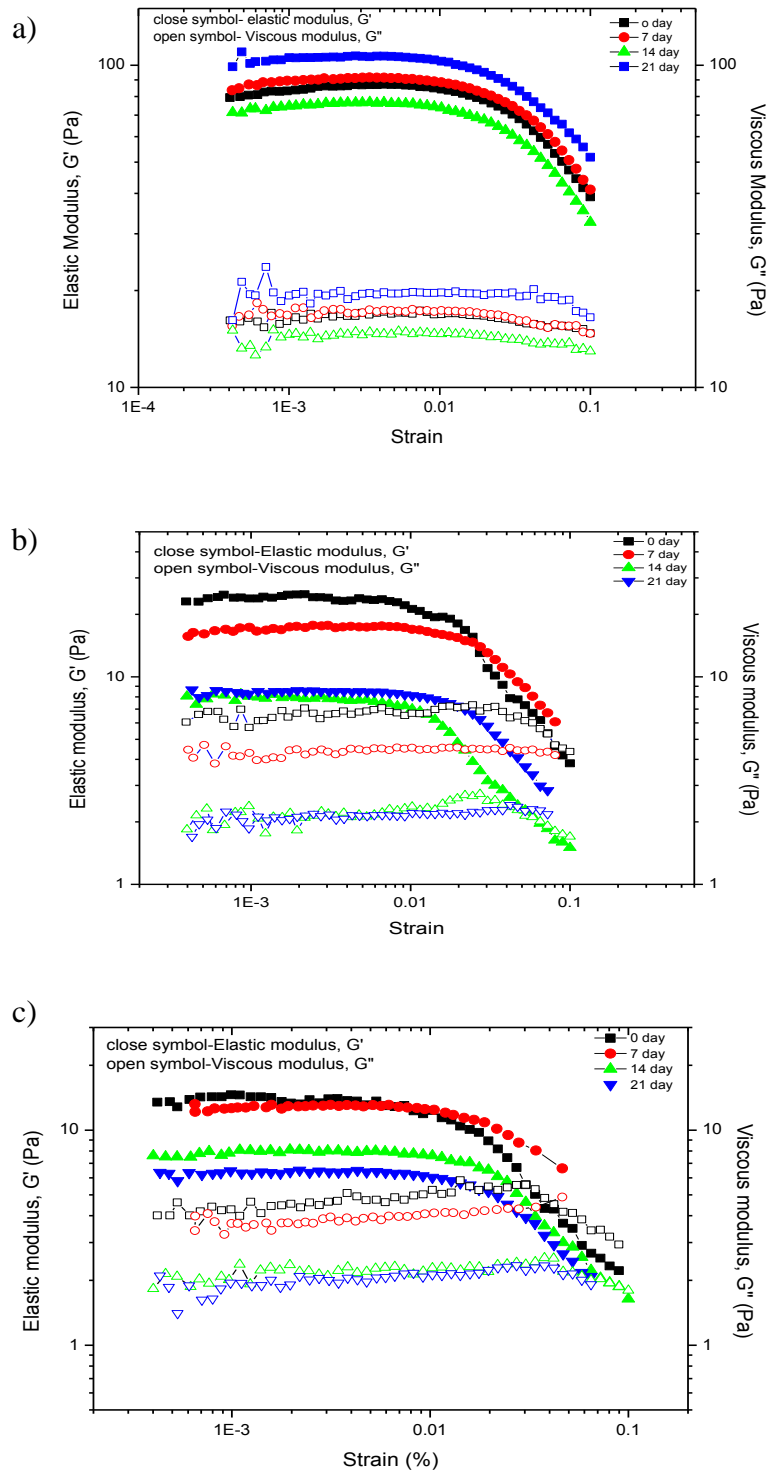 a)
close symbol- elastic modulus, G'
open symbol- Viscous modulus, G"
o day
7 day
14 day
21 day
100
10
100
10
Elastic Modulus, G' (Pa)
Viscous Modulus, G" (Pa)
1E-4
1E-3
0.01
0.1
Strain
b)
close symbol-Elastic modulus, G'
open symbol-Viscous modulus, G"
0 day
7 day
14 day
21 day
10
1
10
1
Elastic modulus, G' (Pa)
Viscous modulus, G" (Pa)
1E-3
0.01
0.1
Strain
c)
close symbol-Elastic modulus, G'
open symbol-Viscous modulus, G"
0 day
7 day
14 day
21 day
10
1
10
1
Elastic modulus, G' (Pa)
Viscous modulus, G" (Pa)
1E-3
0.01
0.1
Strain (%)